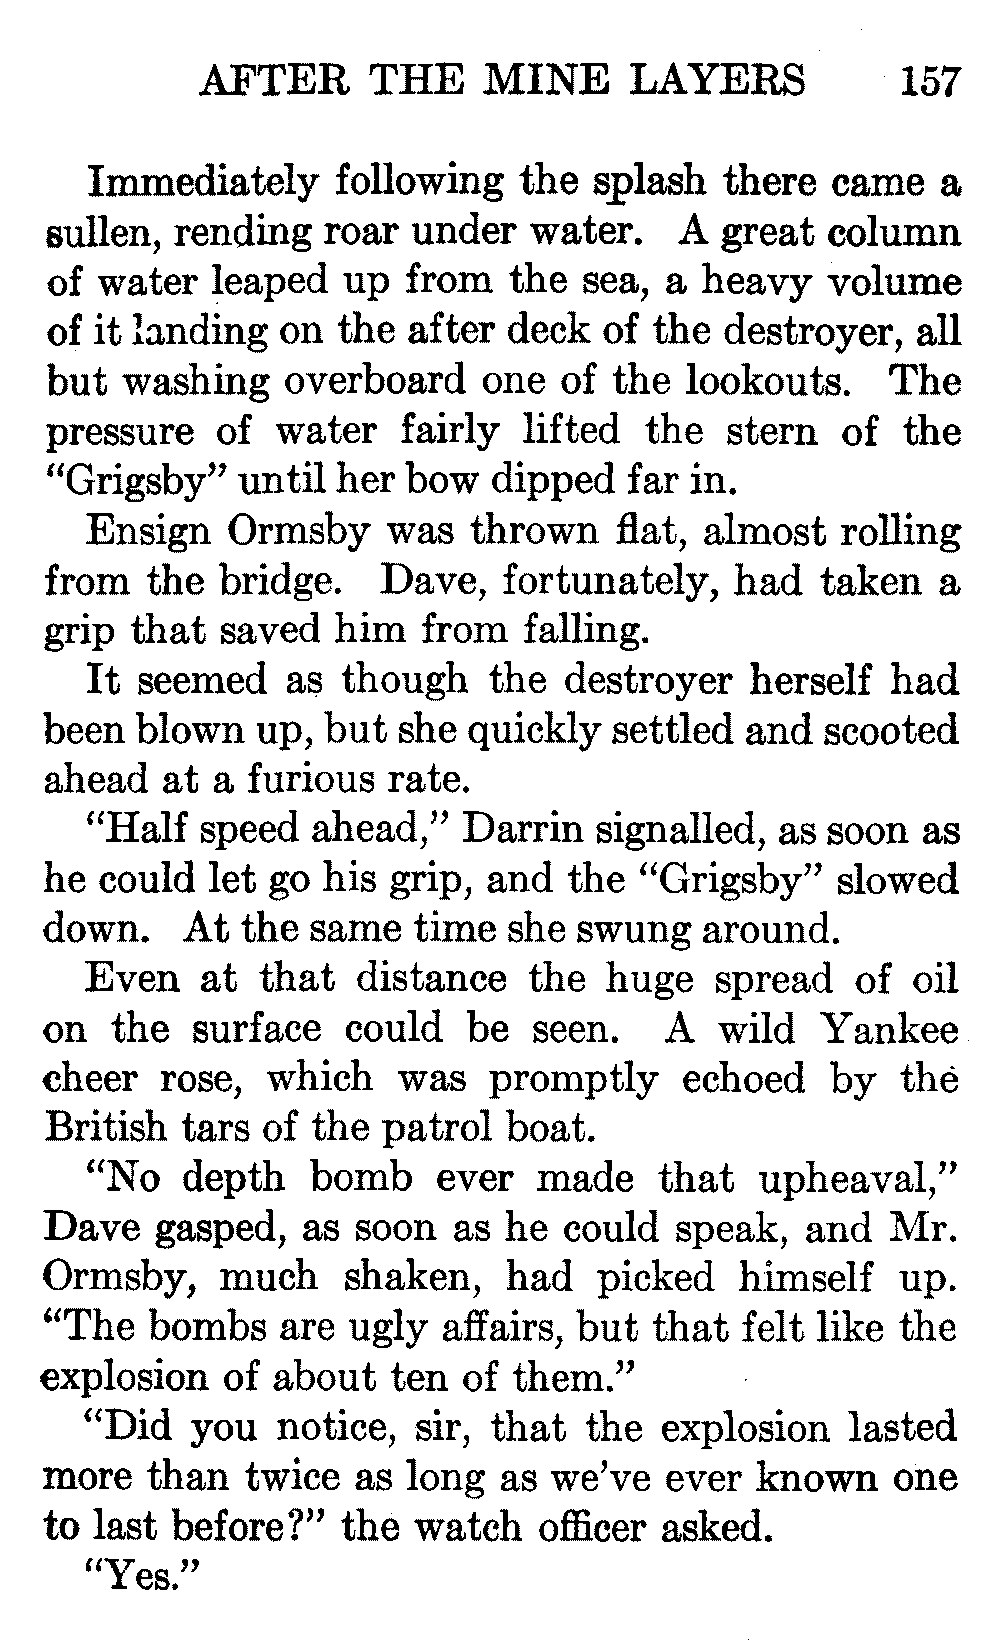 AFTER THE MINE LAYERS 157
Immediately following the splash there came a
sullen, rending roar under water. A great column
of water leaped up from the sea, a heavy volume
of it landing on the after deck of the destroyer, all
but washing overboard one of the lookouts. The
pressure of water fairly lifted the stern of the
“Grigsby” until her bow dipped far in.
Ensign Ormsby was thrown flat, almost rolling
from the bridge. Dave, fortunately, had taken a
grip that saved him from falling.
It seemed as though the destroyer herself had
been blown up, but she quickly settled and scooted
ahead at a furious rate.
“Half speed ahead,” Darrin signalled, as soon as
he could let go his grip, and the “Grigsby” slowed
down. At the same time she swung around.
Even at that distance the huge spread of oil
on the surface could be seen. A wild Yankee
cheer rose, which was promptly echoed by the
British tars of the patrol boat.
“No depth bomb ever made that upheaval,”
Dave gasped, as soon as he could speak, and Mr.
Ormsby, much shaken, had picked himself up.
“The bombs are ugly affairs, but that felt like the
explosion of about ten of them.”
“Did you notice, sir, that the explosion lasted
more than twice as long as we’ve ever known one
to last before?” the watch officer asked.
“Yes.”